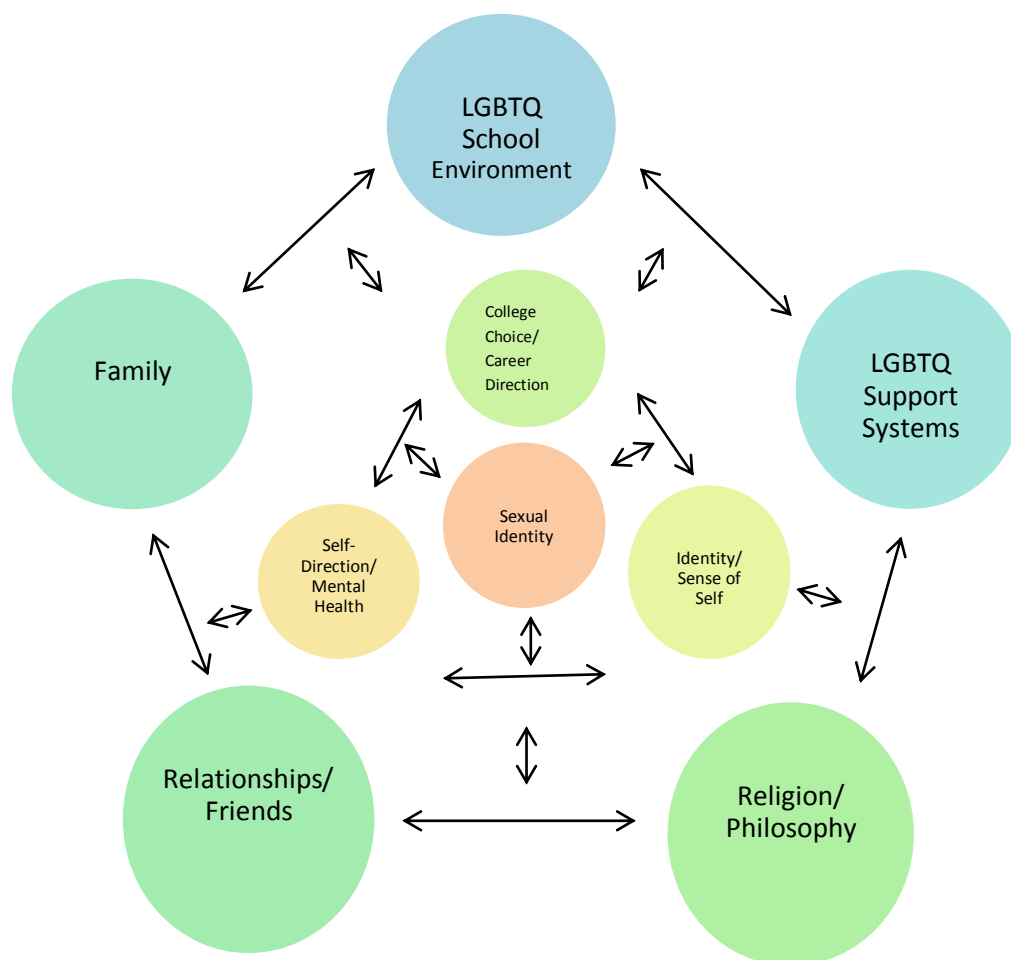 LGBTQ
School
Environment
College
Choice/
Career
Direction
Family
LGBTQ
Support
Systems
Sexual
Identity
Self-
Direction/
Mental
Health
Identity/
Sense of
Self
Relationships/
Friends
Religion/
Philosophy